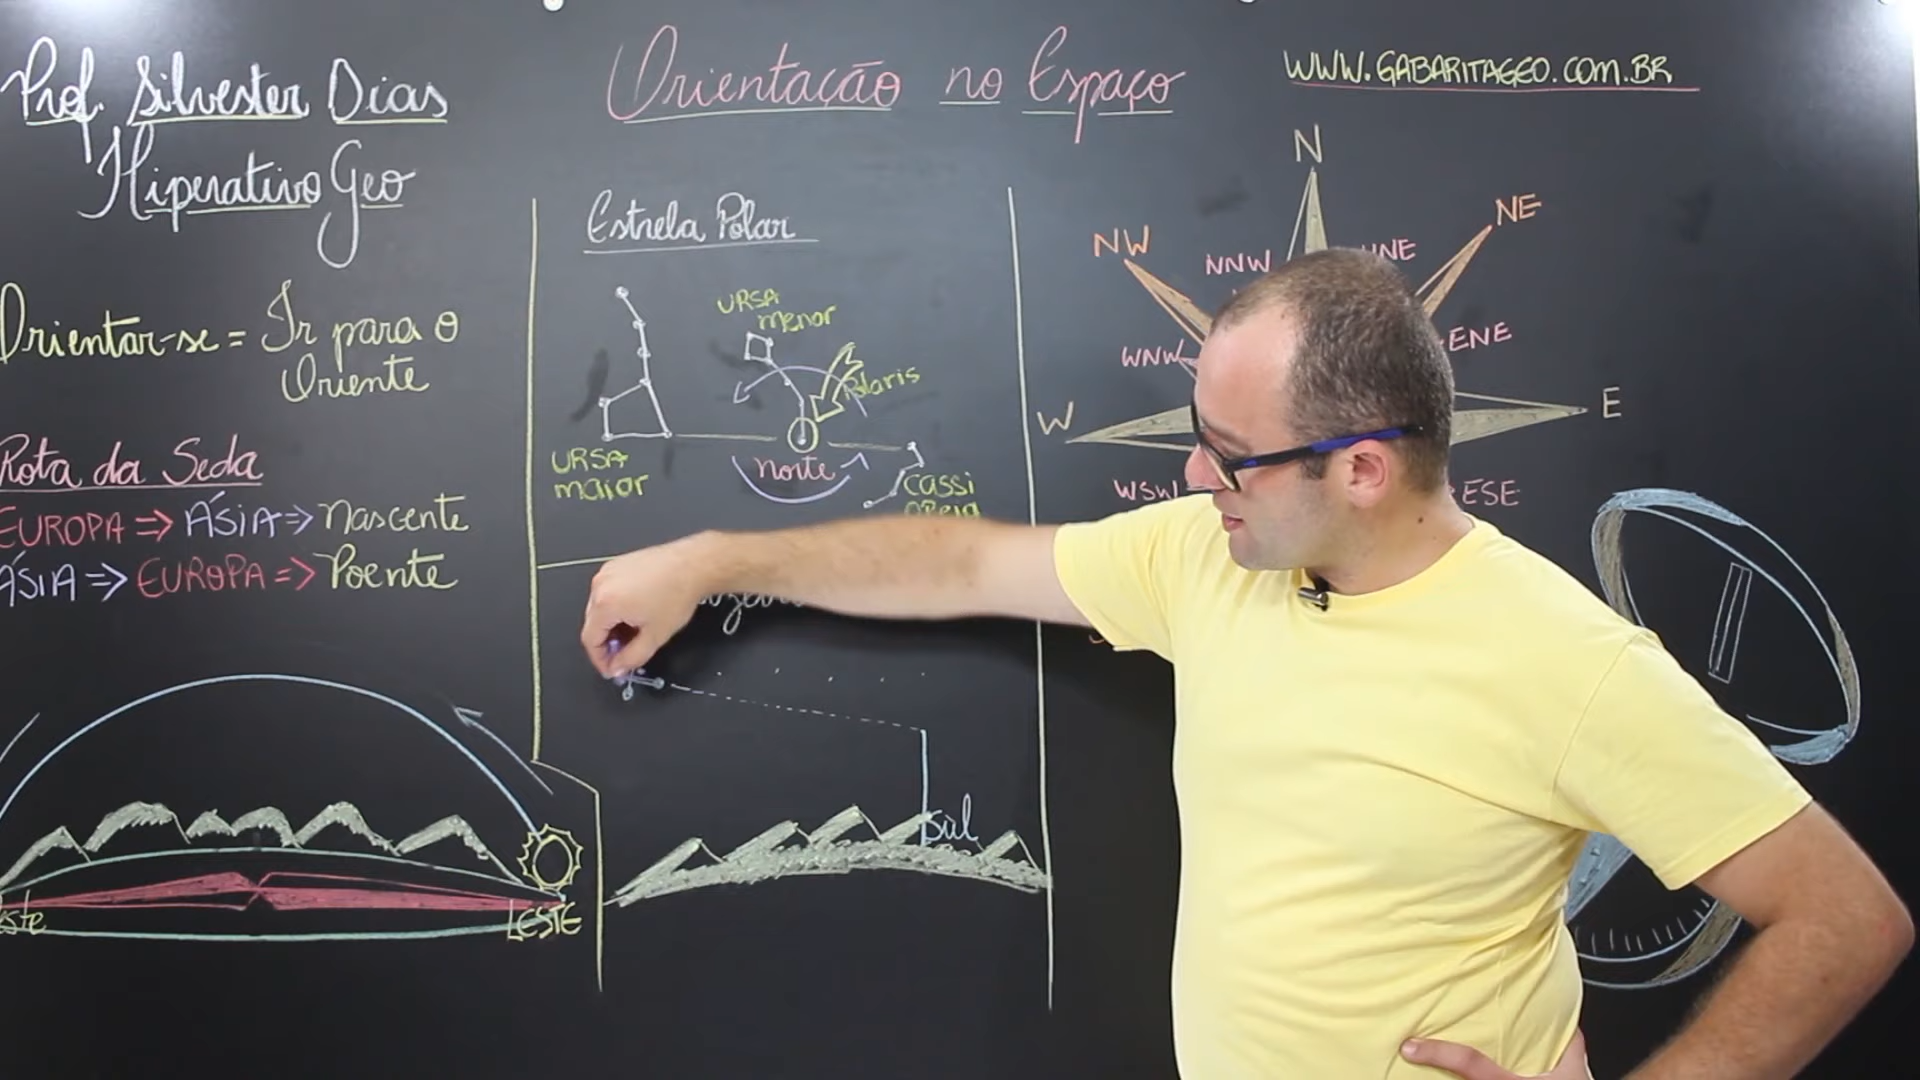 Prof. Silvester Dias
Hiperativo Geo
Orientar-se = Ir para o
Oriente
Rota da Seda
EUROPA => ÁSIA => Nascente
ÁSIA => EUROPA => Poente
LESTE
Orientação no Espaço
Estrela Polar
URSA
menor
Polaris
norte
URSA
maior
CASSI
OPEIA
Sul
WWW.GABARITAGEO.COM.BR
N
NW
NE
NNW
NNE
WNW
ENE
W
E
WSW
ESE